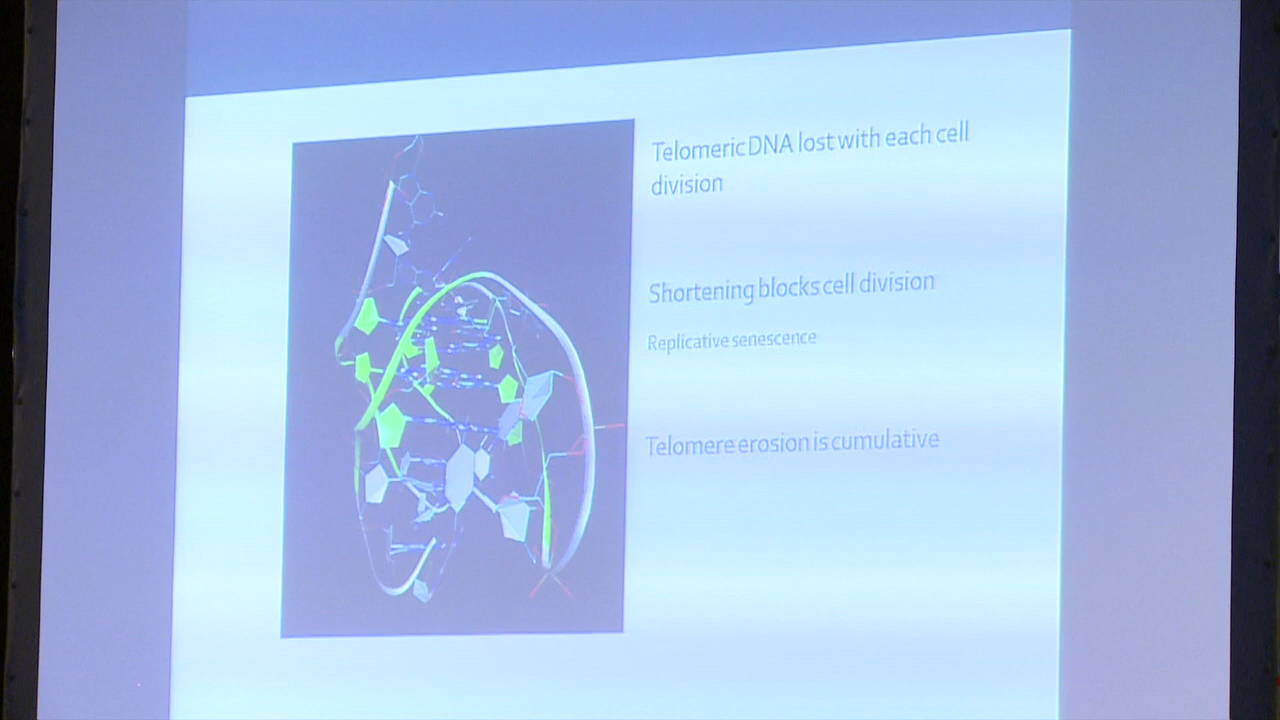 Telomeric DNA lost with each cell
division
Shortening blocks cell division
Replicative senescence
Telomere erosion is cumulative